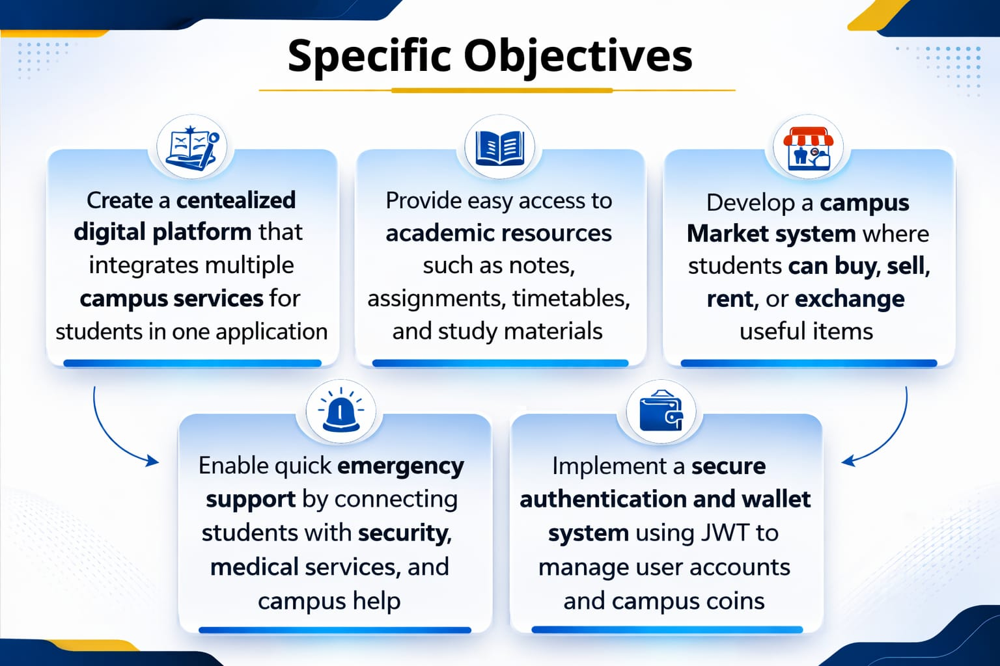 Specific Objectives
Create a centealized
digital platform that
integrates multiple
campus services for
students in one application
Provide easy access to
academic resources
such as notes,
assignments, timetables,
and study materials
Develop a campus
Market system where
students can buy, sell,
rent, or exchange
useful items
Enable quick emergency
support by connecting
students with security,
medical services, and
campus help
Implement a secure
authentication and wallet
system using JWT to
manage user accounts
and campus coins